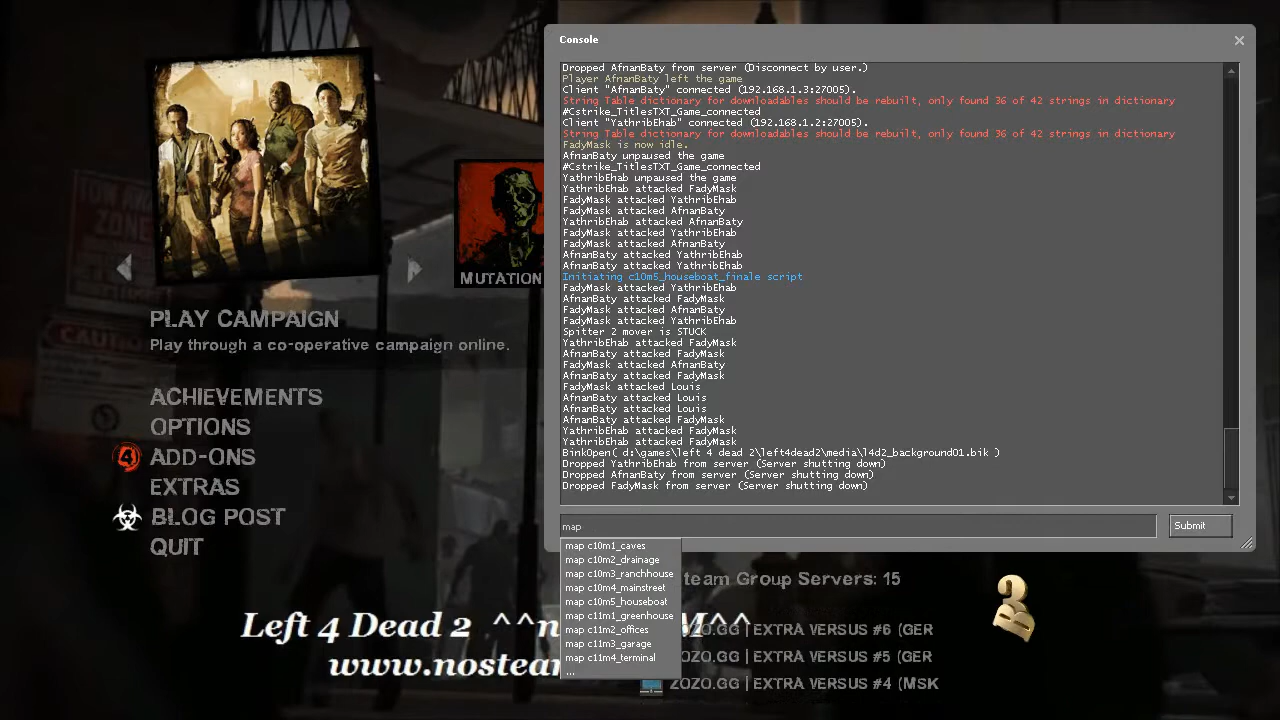 Console
Dropped AfnanBaty from server (Disconnect by user.)
Player AfnanBaty left the game
Client "AfnanBaty" connected (192.168.1.3:27005).
String Table dictionary for downloadables should be rebuilt, only found 36 of 42 strings in dictionary
#Cstrike_TitlesTXT_Game_connected
Client "YathribEhab" connected (192.168.1.2:27005).
String Table dictionary for downloadables should be rebuilt, only found 36 of 42 strings in dictionary
FadyMask is now idle.
AfnanBaty unpaused the game
#Cstrike_TitlesTXT_Game_connected
YathribEhab unpaused the game
YathribEhab attacked FadyMask
FadyMask attacked YathribEhab
FadyMask attacked AfnanBaty
YathribEhab attacked AfnanBaty
FadyMask attacked YathribEhab
FadyMask attacked AfnanBaty
AfnanBaty attacked YathribEhab
AfnanBaty attacked YathribEhab
Initiating c10m5_houseboat_finale script
FadyMask attacked YathribEhab
AfnanBaty attacked FadyMask
FadyMask attacked AfnanBaty
FadyMask attacked YathribEhab
Spitter 2 mover is STUCK
YathribEhab attacked FadyMask
AfnanBaty attacked FadyMask
FadyMask attacked AfnanBaty
AfnanBaty attacked FadyMask
FadyMask attacked Louis
AfnanBaty attacked Louis
AfnanBaty attacked Louis
AfnanBaty attacked FadyMask
YathribEhab attacked FadyMask
YathribEhab attacked FadyMask
BinkOpen( d:\games\left 4 dead 2\left4dead2\media\l4d2_background01.bik )
Dropped YathribEhab from server (Server shutting down)
Dropped AfnanBaty from server (Server shutting down)
Dropped FadyMask from server (Server shutting down)
map
Submit
map c10m1_caves
map c10m2_drainage
map c10m3_ranchhouse
map c10m4_mainstreet
map c10m5_houseboat
map c11m1_greenhouse
map c11m2_offices
map c11m3_garage
map c11m4_terminal
...
MUTATION
PLAY CAMPAIGN
Play through a co-operative campaign online.
ACHIEVEMENTS
OPTIONS
4 ADD-ONS
EXTRAS
BLOG POST
QUIT
team Group Servers: 15
ZOZO.GG | EXTRA VERSUS #6 (GER
ZOZO.GG | EXTRA VERSUS #5 (GER
ZOZO.GG | EXTRA VERSUS #4 (MSK
Left 4 Dead 2 ^^n M^^
www.nostea